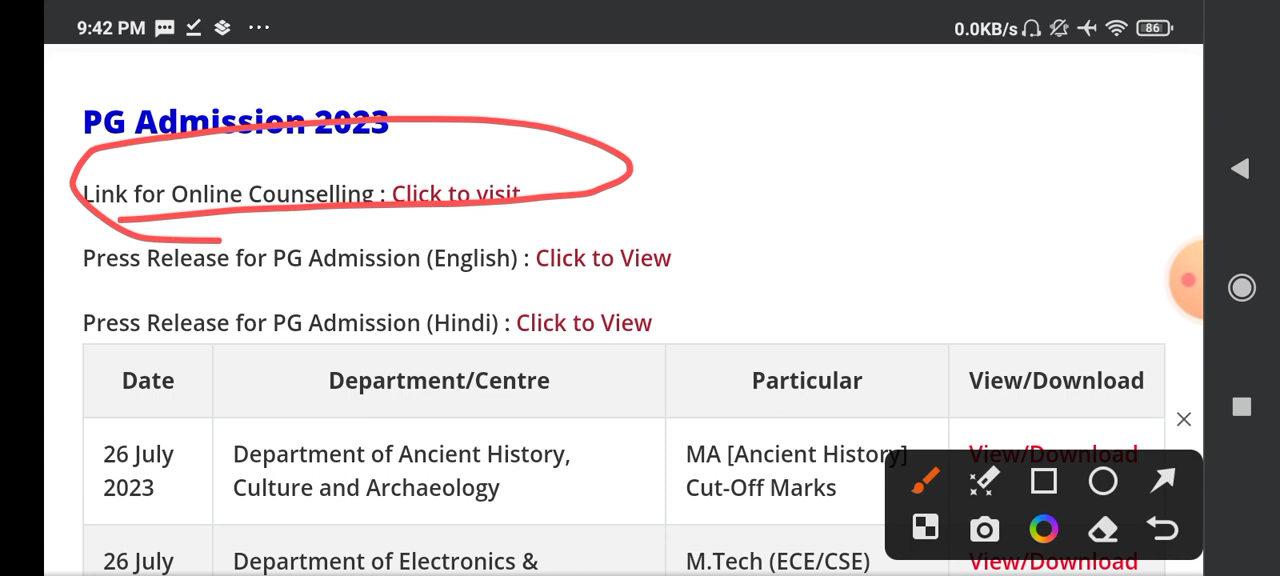 9:42 PM ... 0.0KB/s 86
PG Admission 2023
Link for Online Counselling : Click to visit
Press Release for PG Admission (English) : Click to View
Press Release for PG Admission (Hindi) : Click to View
Date Department/Centre Particular View/Download
26 July Department of Ancient History, MA [Ancient History] View/Download
2023 Culture and Archaeology Cut-Off Marks
26 July Department of Electronics & M.Tech (ECE/CSE) View/Download